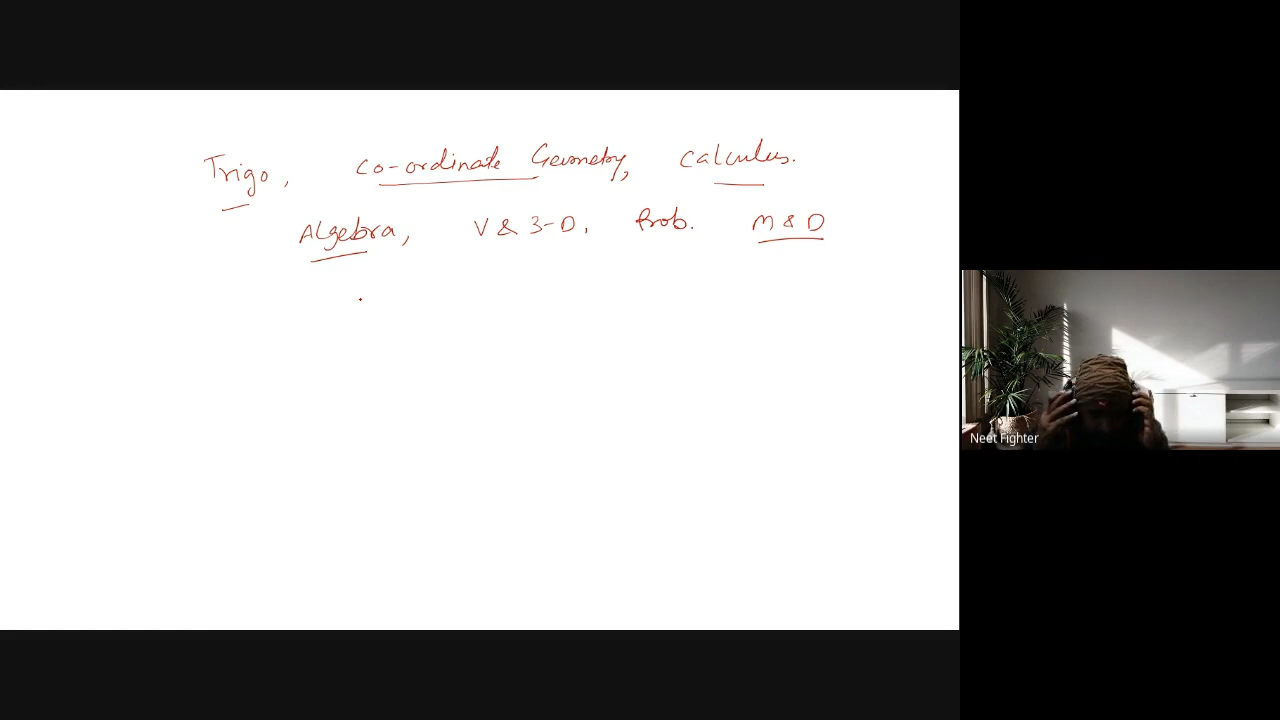 Trigo, Co-ordinate Geometry, Calculus.
Algebra, V & 3-D, Prob. M & D
Neet Fighter